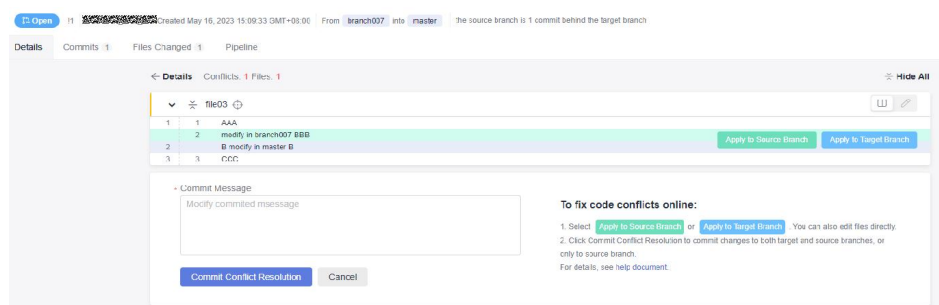 Open !1 Created May 16, 2023 15:09:33 GMT+08:00 From branch007 into master the source branch is 1 commit behind the target branch
Details Commits 1 Files Changed 1 Pipeline
Details Conflicts: 1 Files: 1 Hide All
file03
1 1 AAA
2 modify in branch007 BBB
Apply to Source Branch Apply to Target Branch
2 B modify in master B
3 3 CCC
Commit Message
Modify commited msessage
Commit Conflict Resolution Cancel
To fix code conflicts online:
1. Select Apply to Source Branch or Apply to Target Branch . You can also edit files directly.
2. Click Commit Conflict Resolution to commit changes to both target and source branches, or
only to source branch.
For details, see help document.